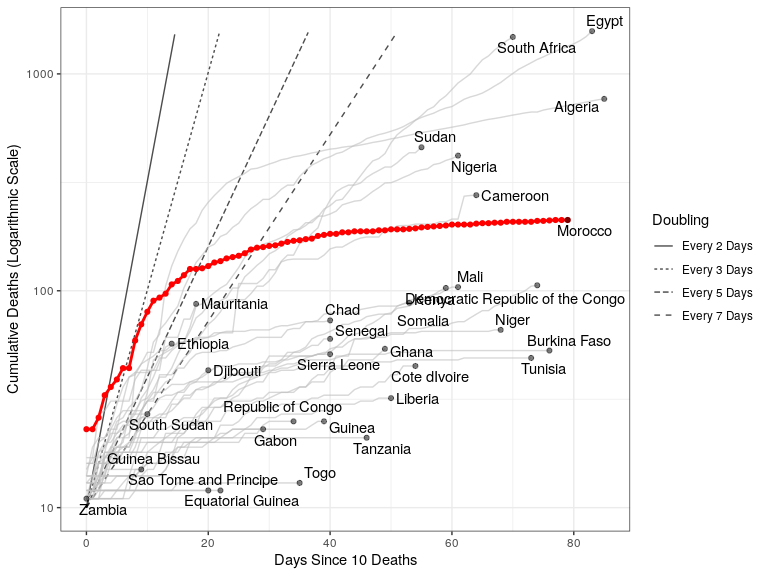 Egypt
South Africa
1000
Algeria
Sudan
Nigeria
Cameroon
Morocco
Mali
100
Democratic Republic of the Congo
Kenya
Mauritania
Chad
Somalia
Niger
Senegal
Ethiopia
Burkina Faso
Ghana
Sierra Leone
Tunisia
Djibouti
Cote dIvoire
Liberia
Republic of Congo
South Sudan
Guinea
Gabon
Tanzania
Guinea Bissau
Togo
Sao Tome and Principe
Equatorial Guinea
10
Zambia
0
20
40
60
80
Days Since 10 Deaths
Cumulative Deaths (Logarithmic Scale)
Doubling
Every 2 Days
Every 3 Days
Every 5 Days
Every 7 Days